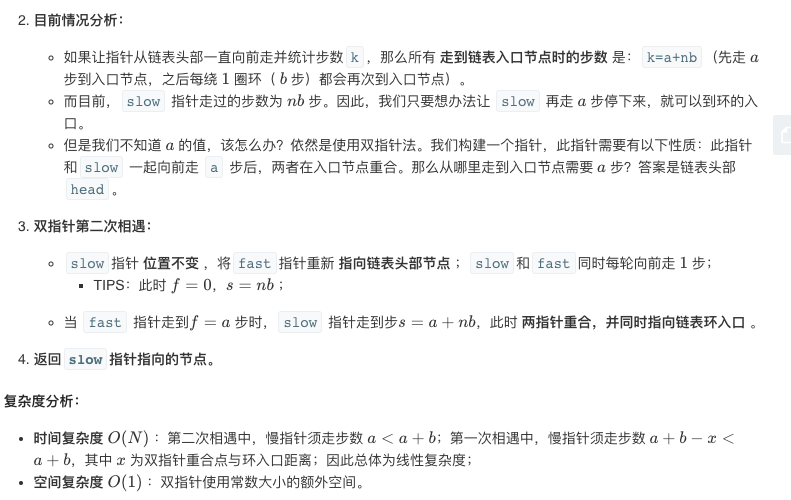 2. 目前情况分析：
如果让指针从链表头部一直向前走并统计步数 k ，那么所有 走到链表入口节点时的步数 是： k=a+nb （先走 a
步到入口节点，之后每绕 1 圈环（ b 步）都会再次到入口节点）。
而目前， slow 指针走过的步数为 nb 步。因此，我们只要想办法让 slow 再走 a 步停下来，就可以到环的入
口。
但是我们不知道 a 的值，该怎么办？依然是使用双指针法。我们构建一个指针，此指针需要有以下性质：此指针
和 slow 一起向前走 a 步后，两者在入口节点重合。那么从哪里走到入口节点需要 a 步？答案是链表头部
head 。
3. 双指针第二次相遇：
slow 指针 位置不变 ，将 fast 指针重新 指向链表头部节点 ； slow 和 fast 同时每轮向前走 1 步；
TIPS：此时 f = 0，s = nb ；
当 fast 指针走到f = a 步时， slow 指针走到步s = a + nb，此时 两指针重合，并同时指向链表环入口 。
4. 返回 slow 指针指向的节点。
复杂度分析：
时间复杂度 O(N) ：第二次相遇中，慢指针须走步数 a < a + b；第一次相遇中，慢指针须走步数 a + b − x <
a + b，其中 x 为双指针重合点与环入口距离；因此总体为线性复杂度；
空间复杂度 O(1) ：双指针使用常数大小的额外空间。